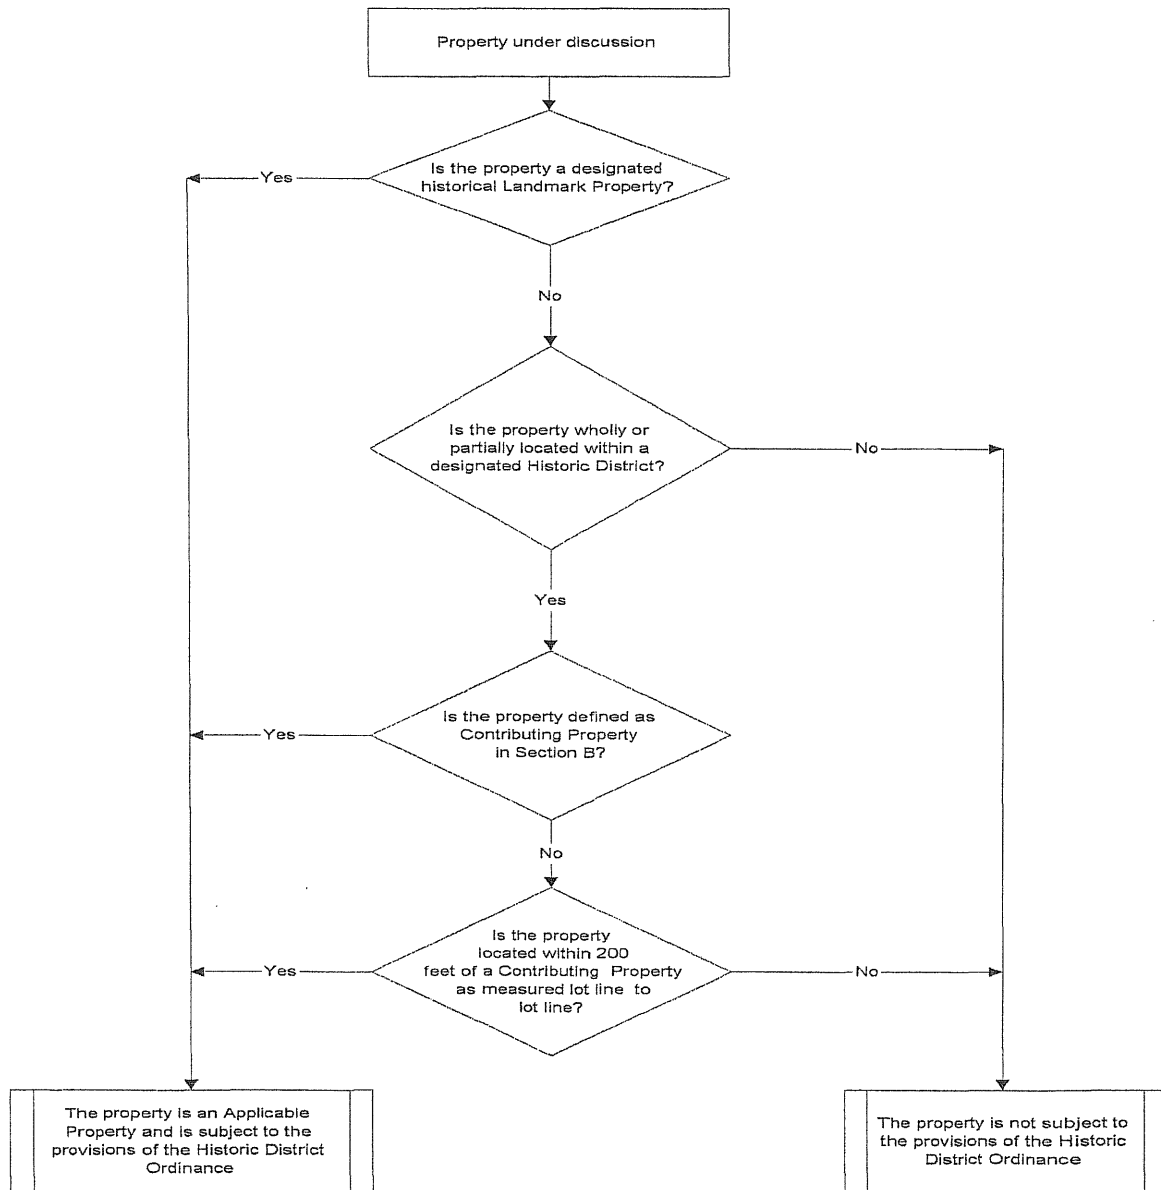 Property under discussion
Is the property a designated
historical Landmark Property?
Yes
No
Is the property wholly or
partially located within a
designated Historic District?
No
Yes
Is the property defined as
Contributing Property
in Section B?
Yes
No
Is the property
located within 200
feet of a Contributing Property
as measured lot line to
lot line?
Yes
No
The property is an Applicable
Property and is subject to the
provisions of the Historic District
Ordinance
The property is not subject to
the provisions of the Historic
District Ordinance